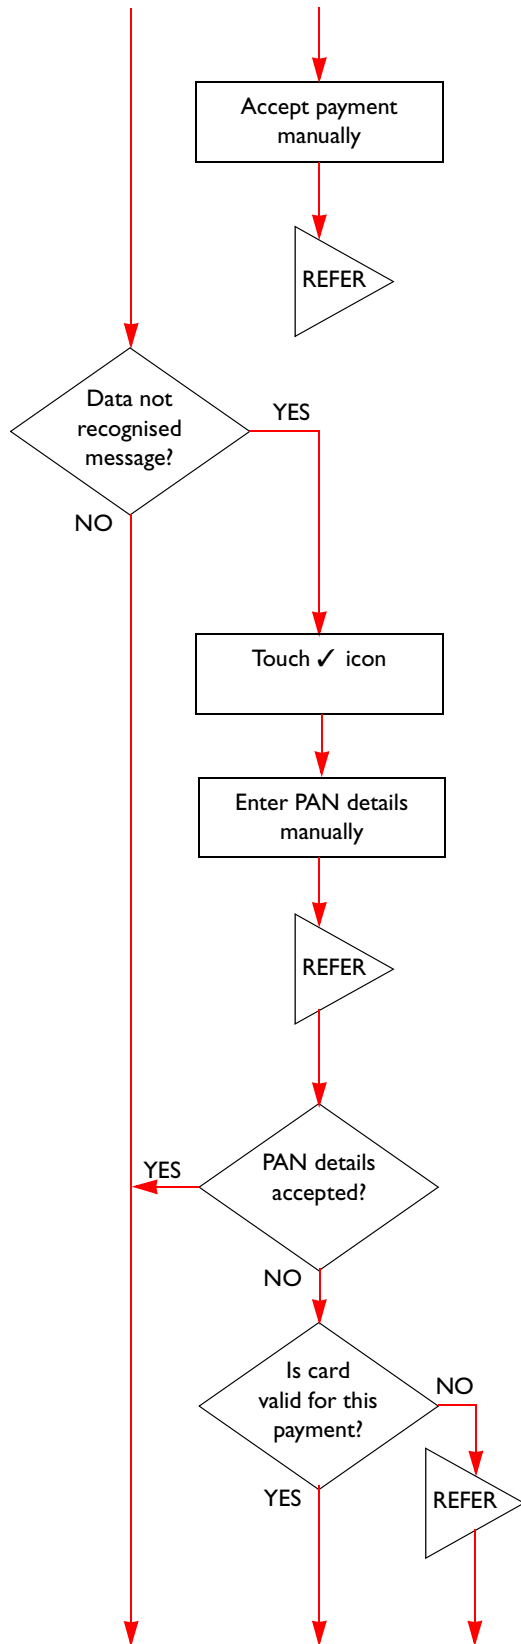 Accept payment
manually
REFER
Data not
recognised
message?
YES
NO
Touch ✓ icon
Enter PAN details
manually
REFER
PAN details
accepted?
YES
NO
Is card
valid for this
payment?
NO
YES
REFER